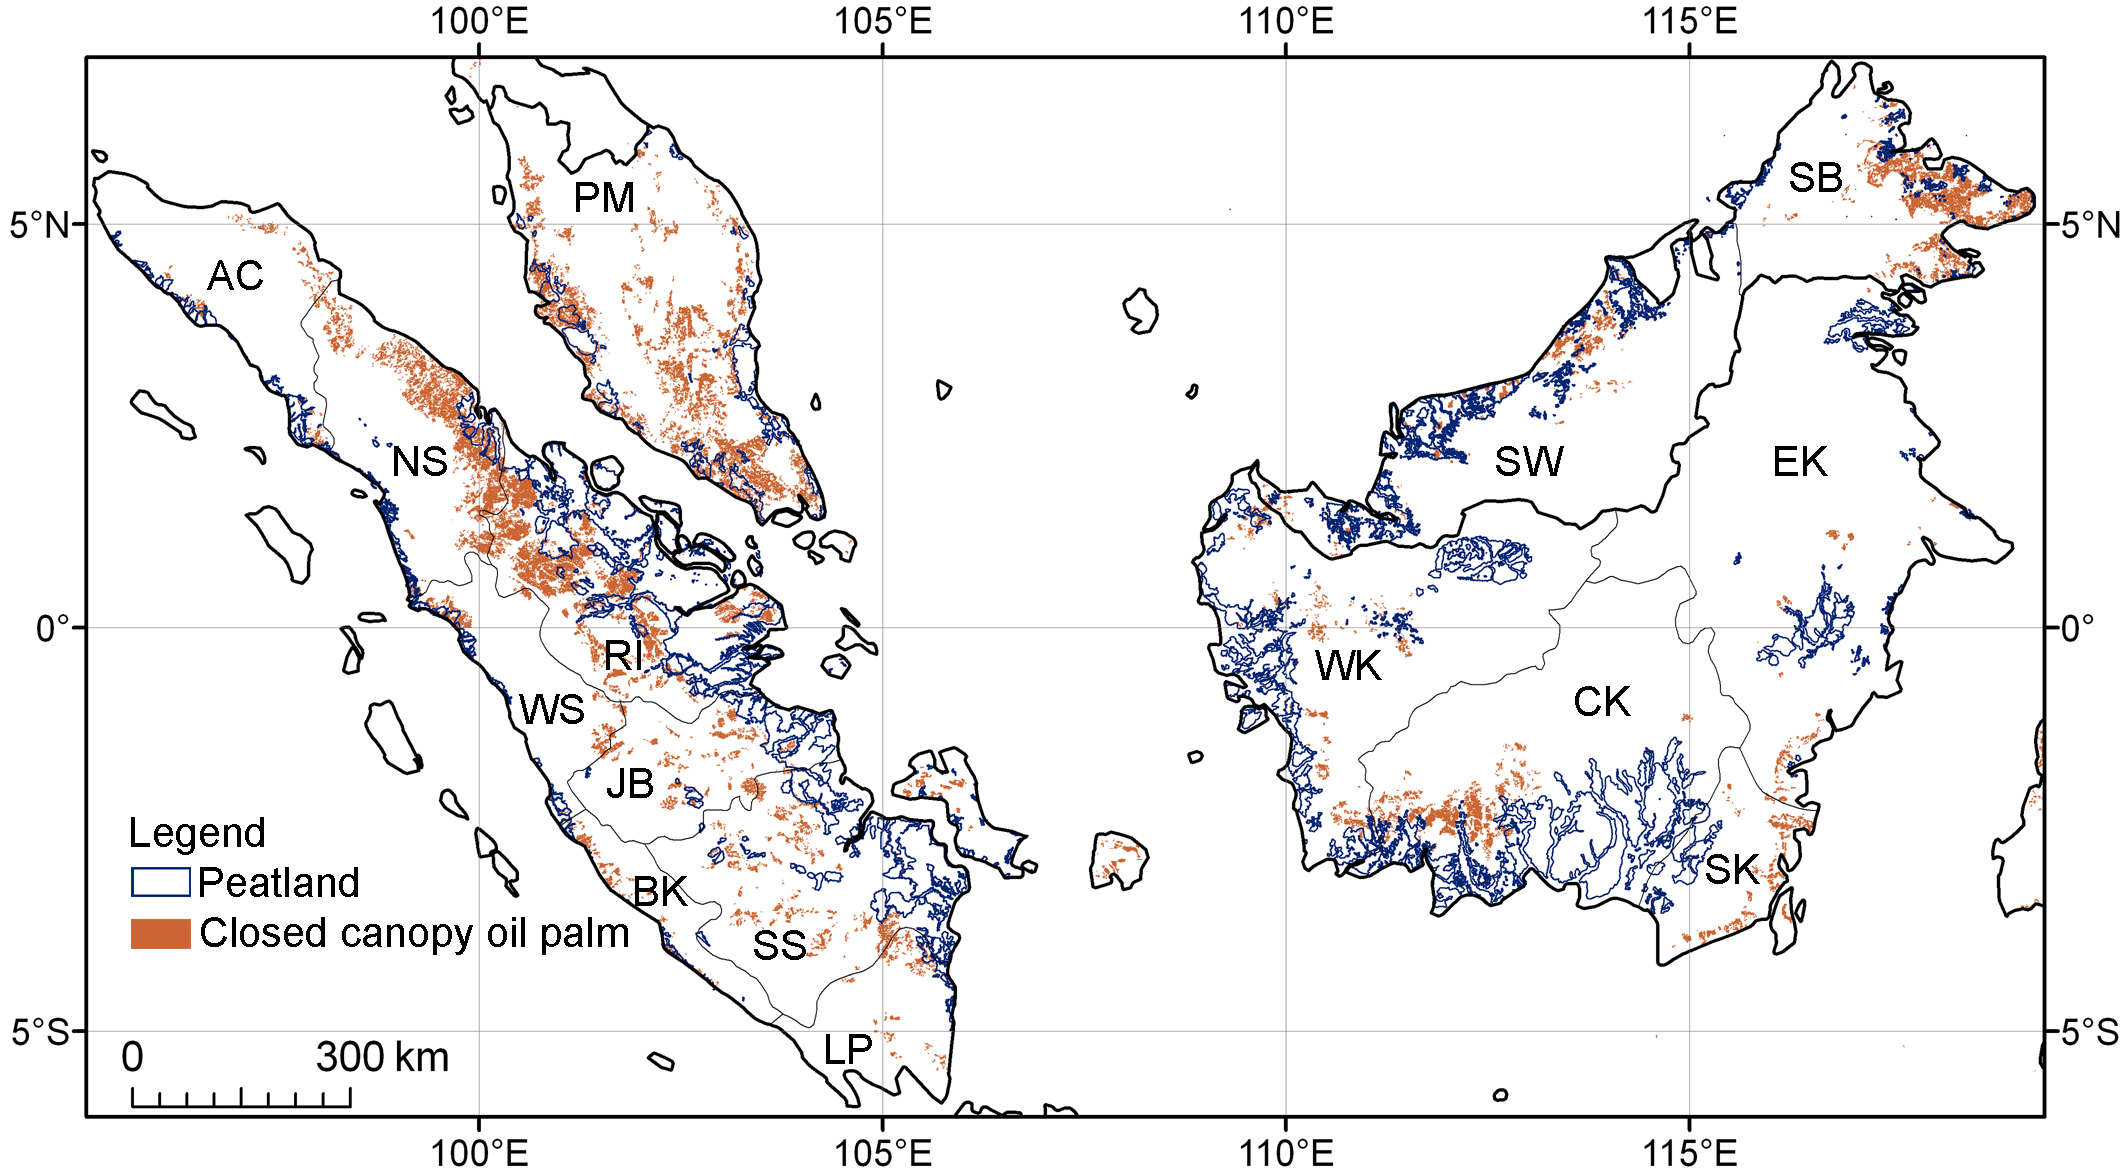 100°E 105°E 110°E 115°E
PM
SB
5°N 5°N
AC
NS
SW
EK
0° 0°
RI
WK
WS
CK
JB
Legend
Peatland
SK
BK
Closed canopy oil palm
SS
5°S 5°S
LP
0 300 km
100°E 105°E 110°E 115°E